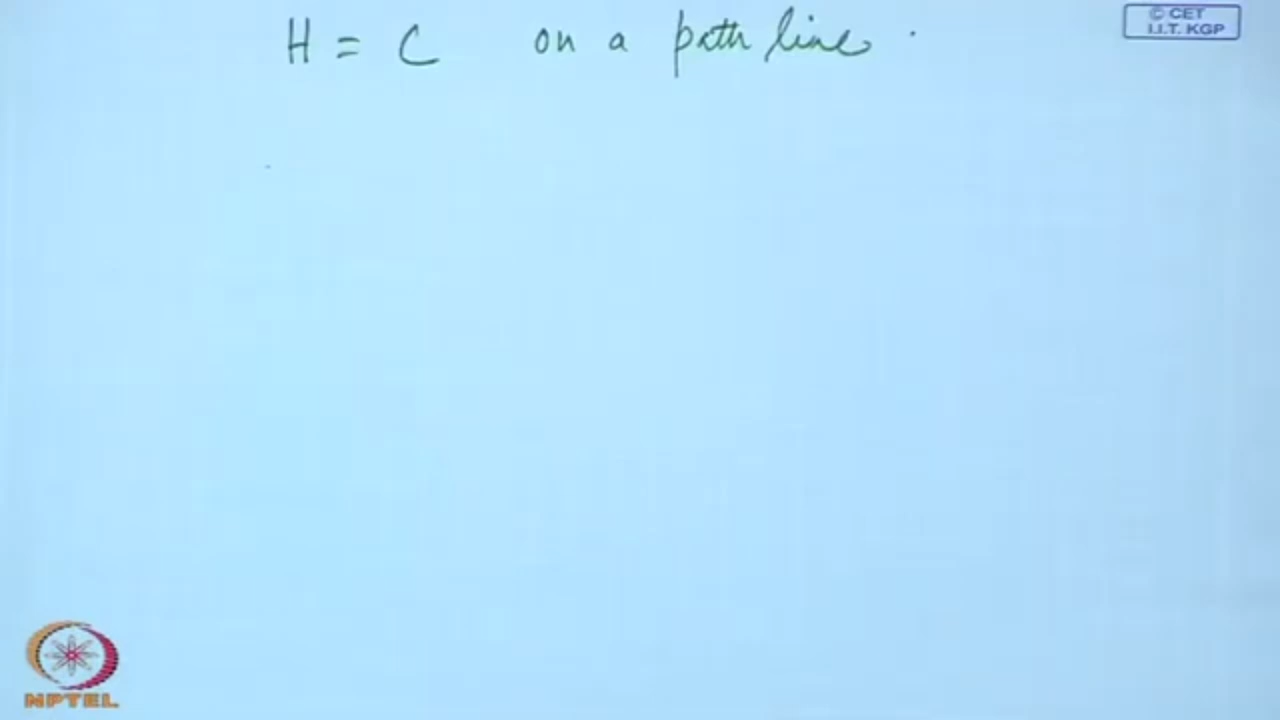 H = C on a path line.
© CET
I.I.T. KGP
NPTEL